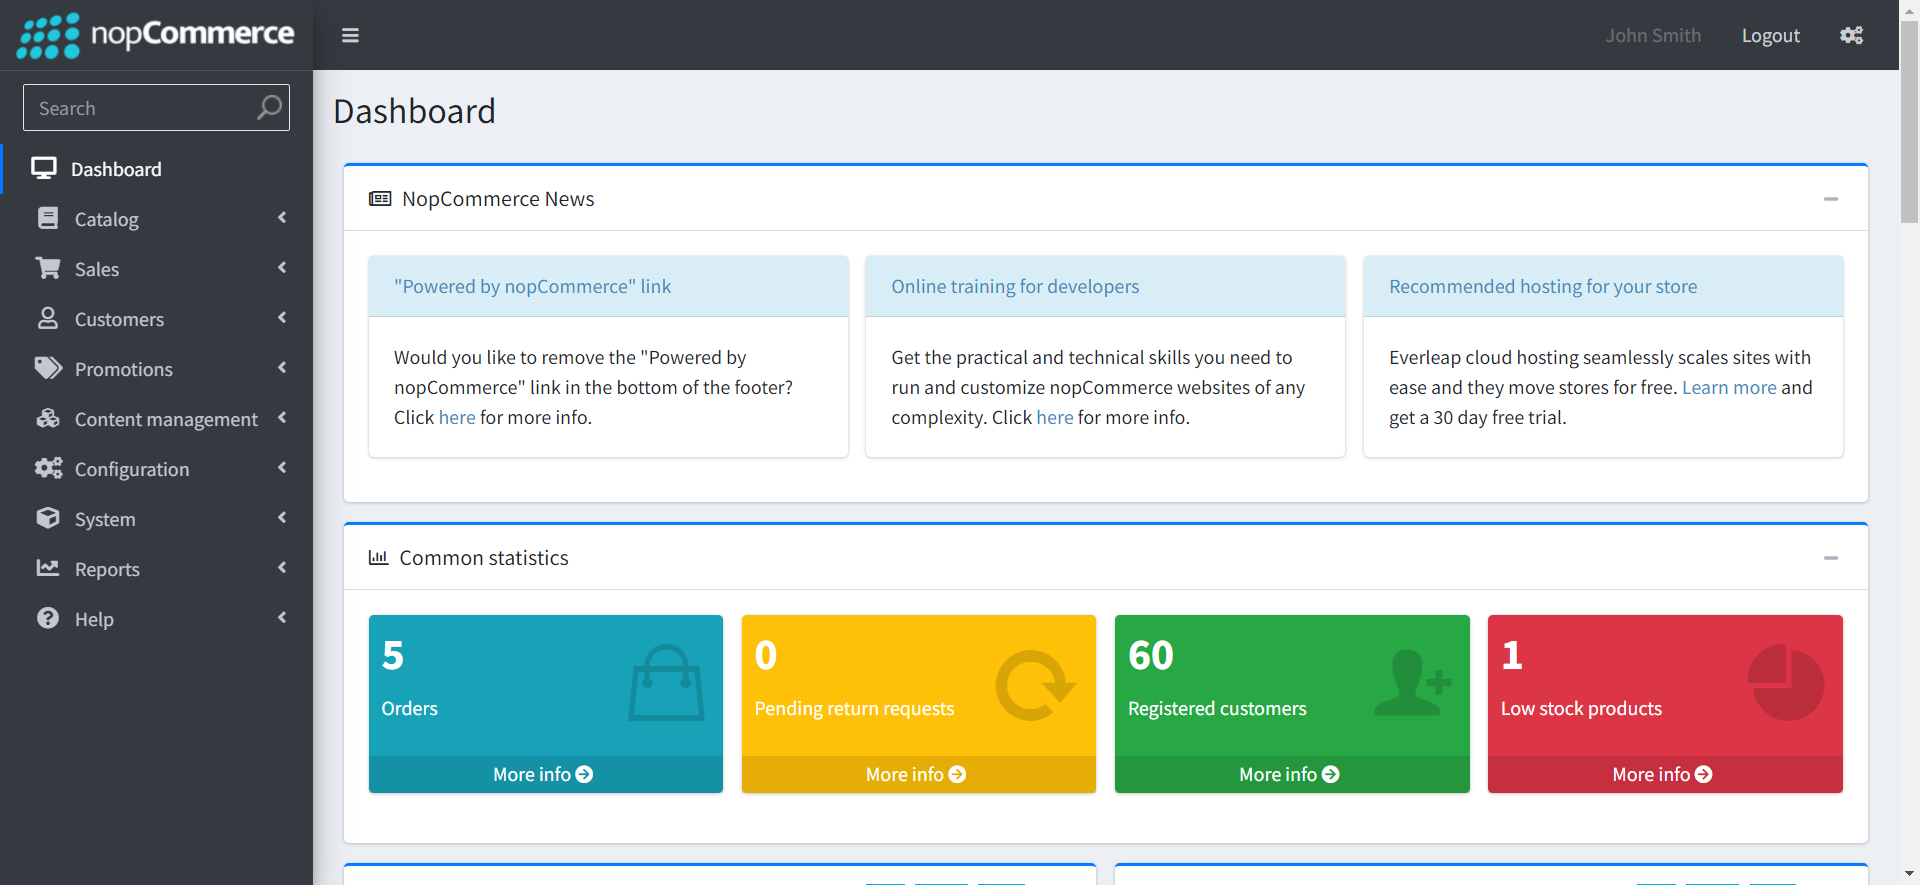 nopCommerce
John Smith
Logout
Search
Dashboard
Catalog
Sales
Customers
Promotions
Content management
Configuration
System
Reports
Help
Dashboard
NopCommerce News
"Powered by nopCommerce" link
Would you like to remove the "Powered by
nopCommerce" link in the bottom of the footer?
Click here for more info.
Online training for developers
Get the practical and technical skills you need to
run and customize nopCommerce websites of any
complexity. Click here for more info.
Recommended hosting for your store
Everleap cloud hosting seamlessly scales sites with
ease and they move stores for free. Learn more and
get a 30 day free trial.
Common statistics
5
Orders
More info
0
Pending return requests
More info
60
Registered customers
More info
1
Low stock products
More info